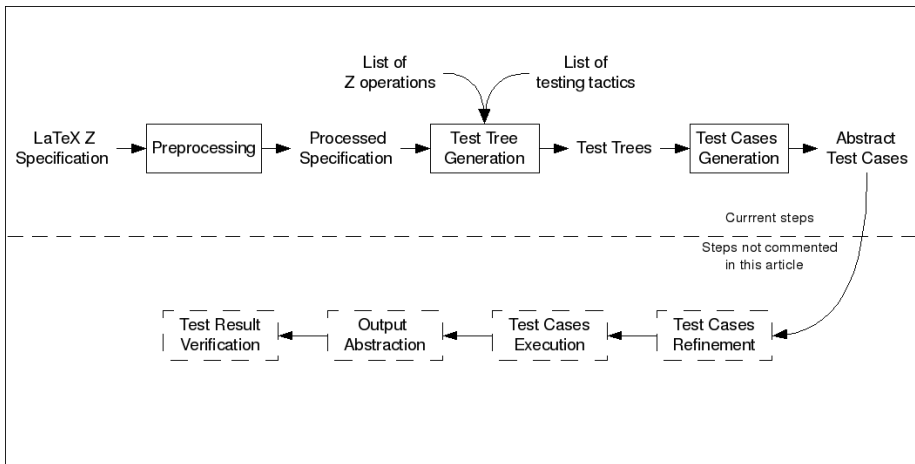 List of
Z operations
List of
testing tactics
LaTeX Z
Specification
Preprocessing
Processed
Specification
Test Tree
Generation
Test Trees
Test Cases
Generation
Abstract
Test Cases
Currrent steps
Steps not commented
in this article
Test Result
Verification
Output
Abstraction
Test Cases
Execution
Test Cases
Refinement